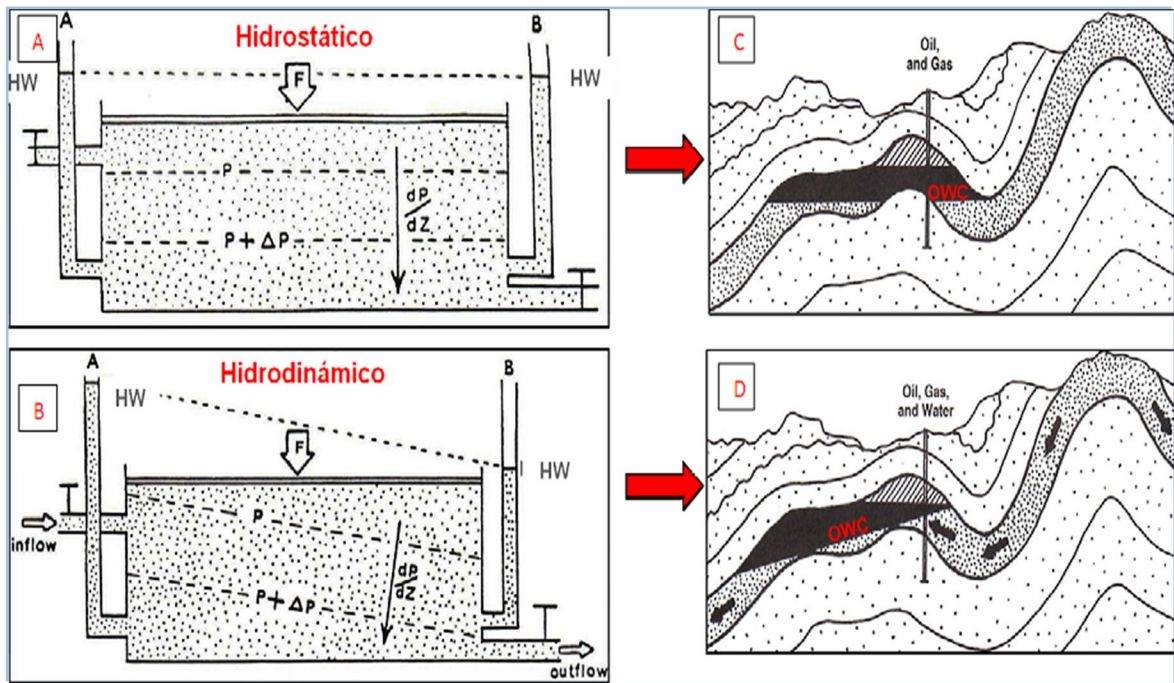 A
A
Hidrostático
B
HW
HW
F
P
dP
dZ
P + ΔP
C
Oil,
and Gas
OWC
B
A
Hidrodinámico
B
HW
HW
F
P
inflow
dP
dZ
P + ΔP
outflow
D
Oil, Gas,
and Water
OWC